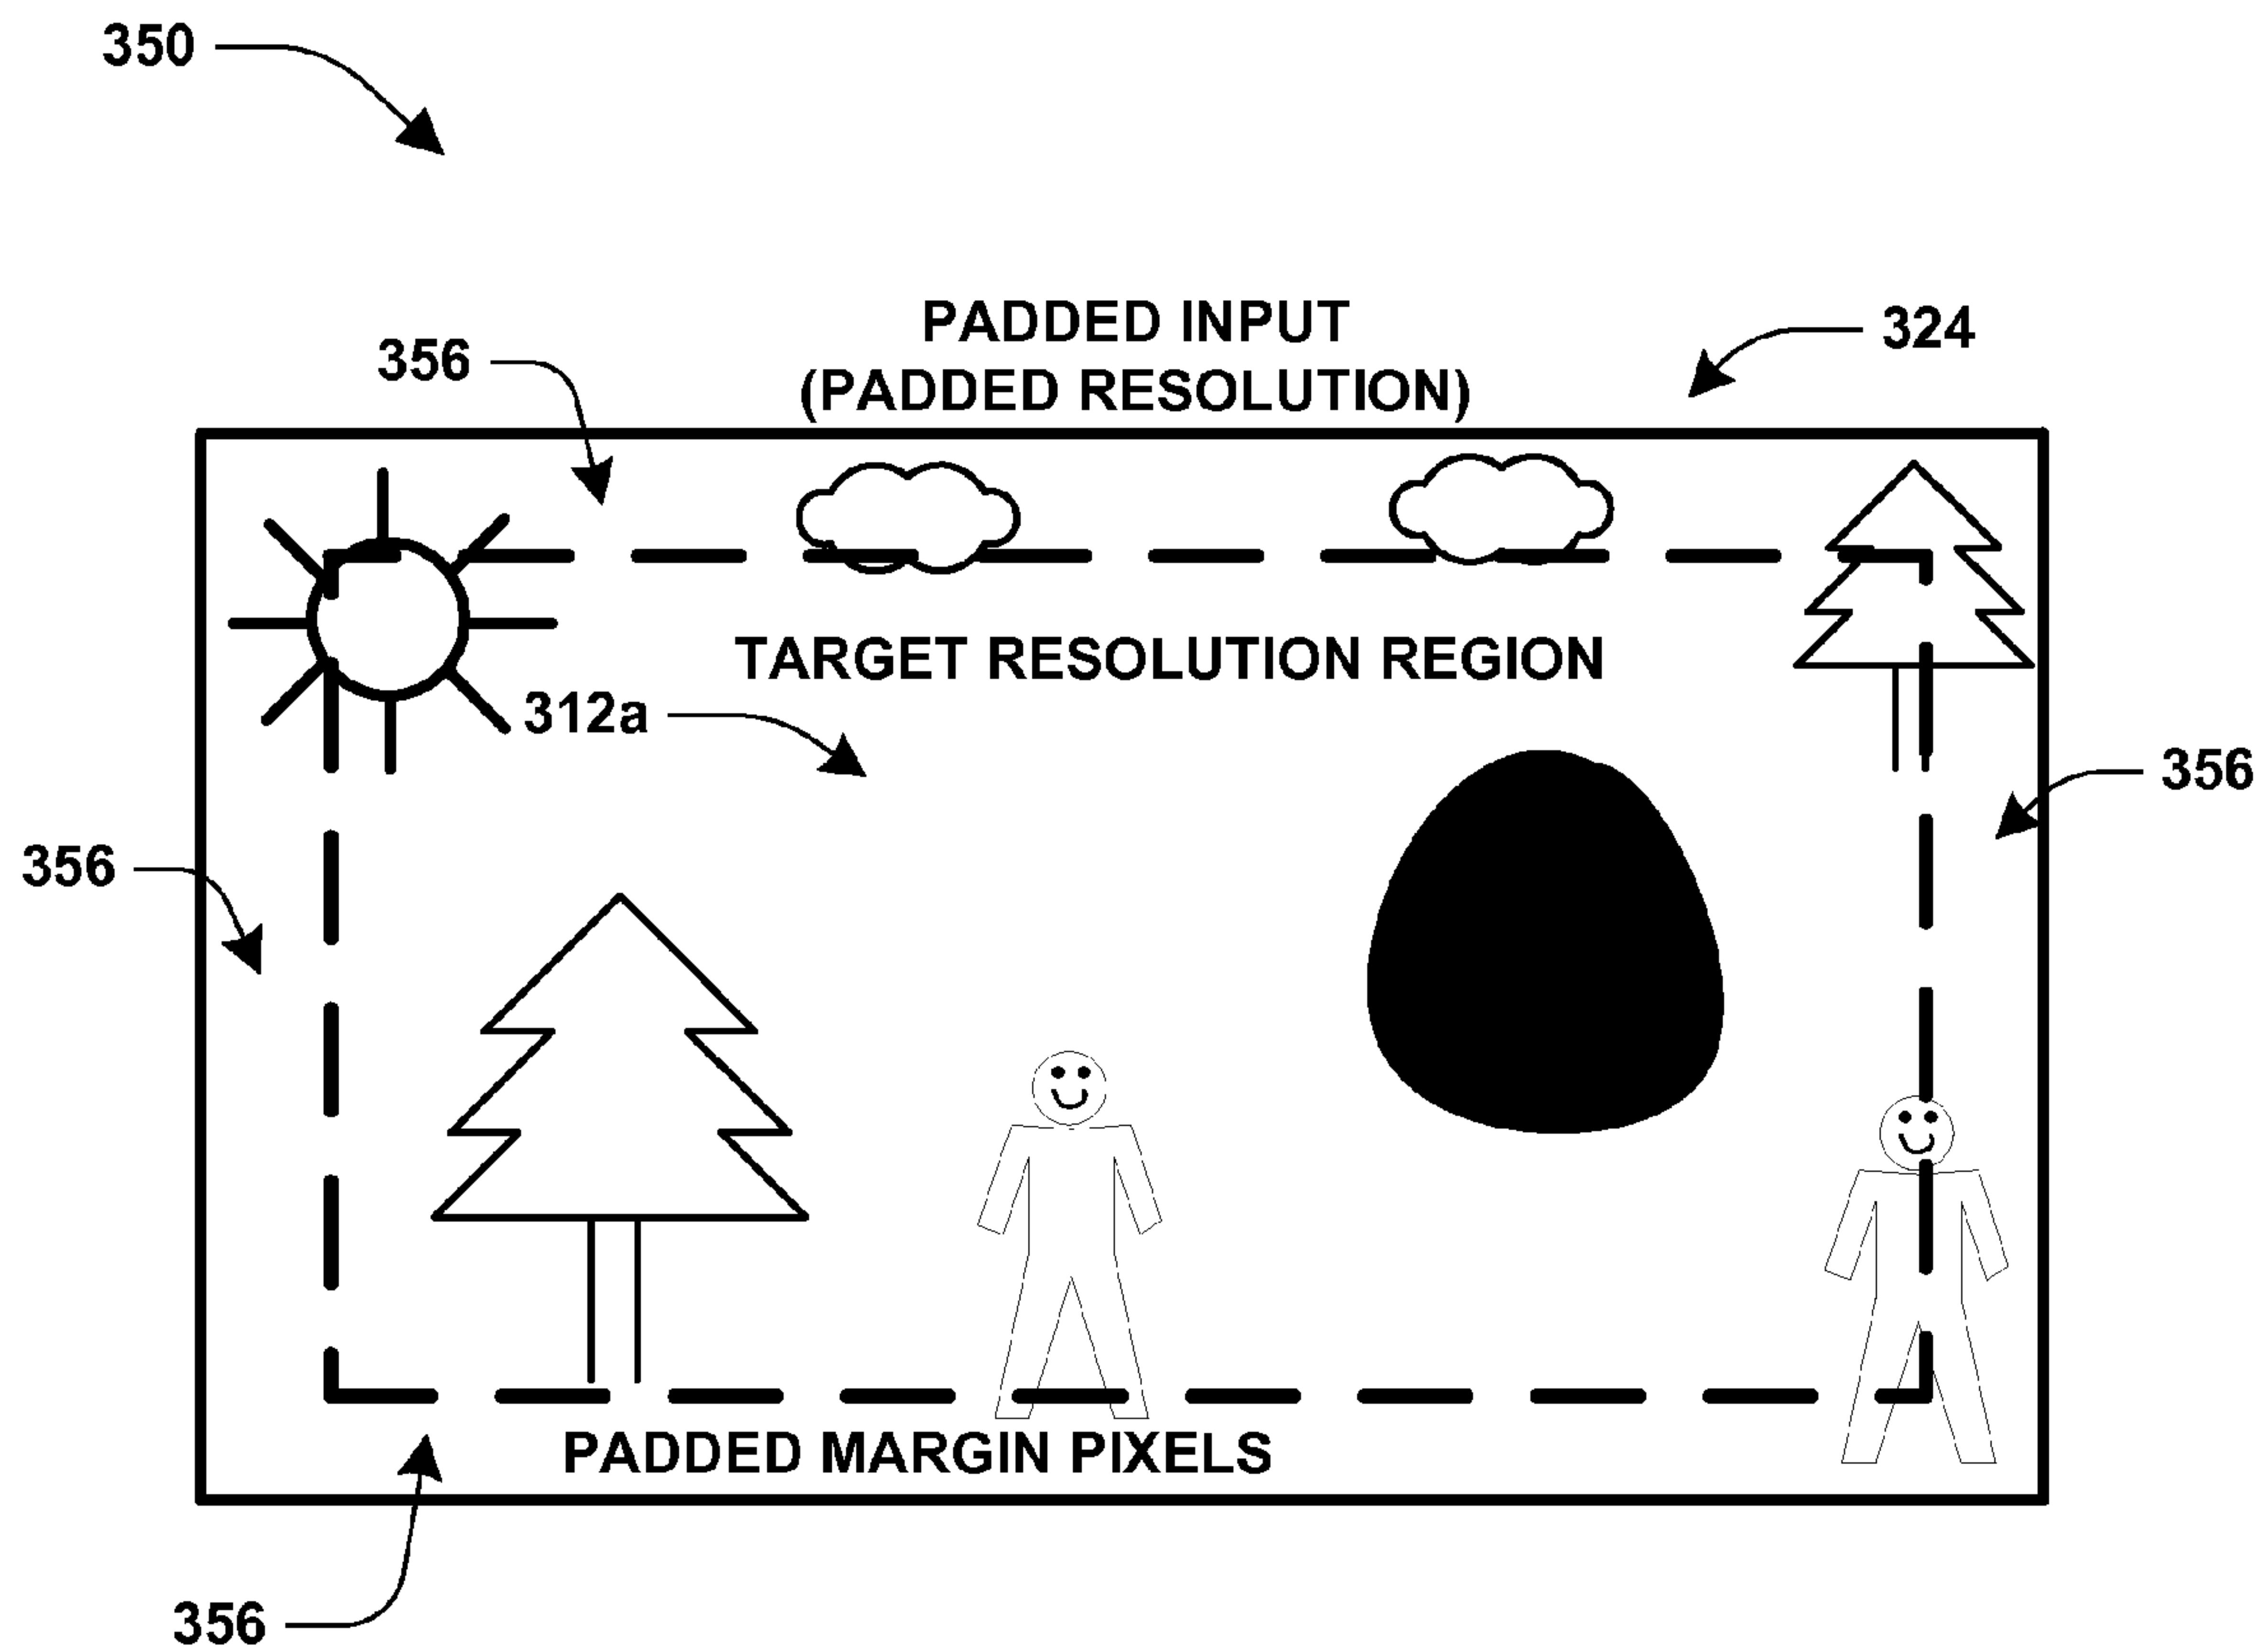 350
PADDED INPUT
(PADDED RESOLUTION)
324
356
TARGET RESOLUTION REGION
312a
356
356
PADDED MARGIN PIXELS
356